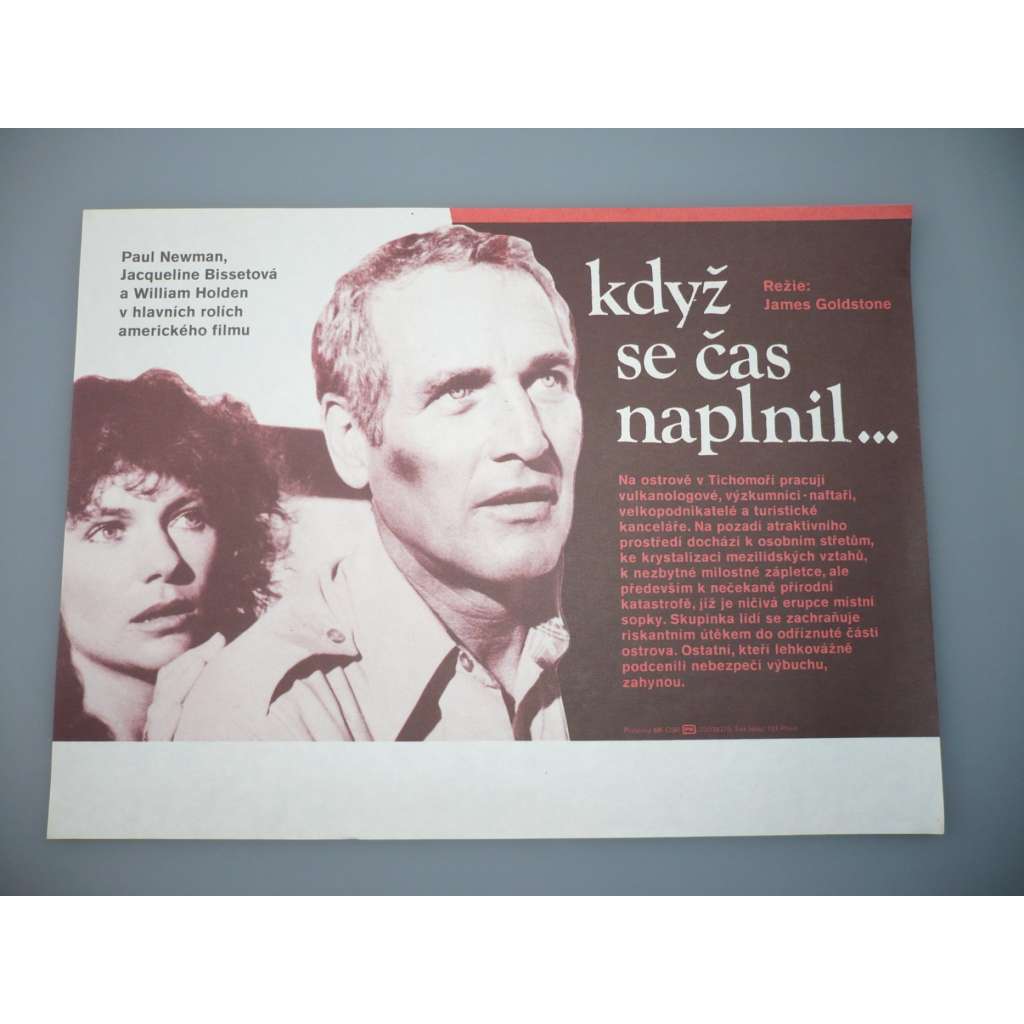 Paul Newman,
Jacqueline Bissetová
a William Holden
v hlavních rolích
amerického filmu
když
se čas
naplnil...
Režie:
James Goldstone
Na ostrově v Tichomoří pracují
vulkanologové, výzkumníci - naftaři,
velkopodnikatelé a turistické
kanceláře. Na pozadí atraktivního
prostředí dochází k osobním střetům,
ke krystalizaci mezilidských vztahů,
k nezbytné milostné zápletce, ale
především k nečekané přírodní
katastrofě, jíž je ničivá erupce místní
sopky. Skupinka lidí se zachraňuje
riskantním útěkem do odříznuté části
ostrova. Ostatní, kteří lehkovážně
podcenili nebezpečí výbuchu,
zahynou.